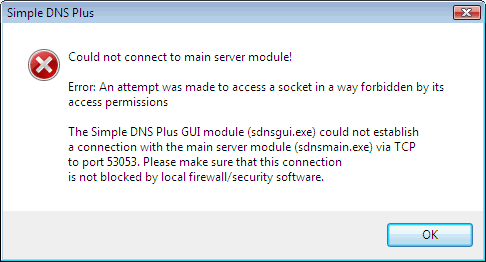 Simple DNS Plus
Could not connect to main server module!
Error: An attempt was made to access a socket in a way forbidden by its
access permissions
The Simple DNS Plus GUI module (sdnsgui.exe) could not establish
a connection with the main server module (sdnsmain.exe) via TCP
to port 53053. Please make sure that this connection
is not blocked by local firewall/security software.
OK